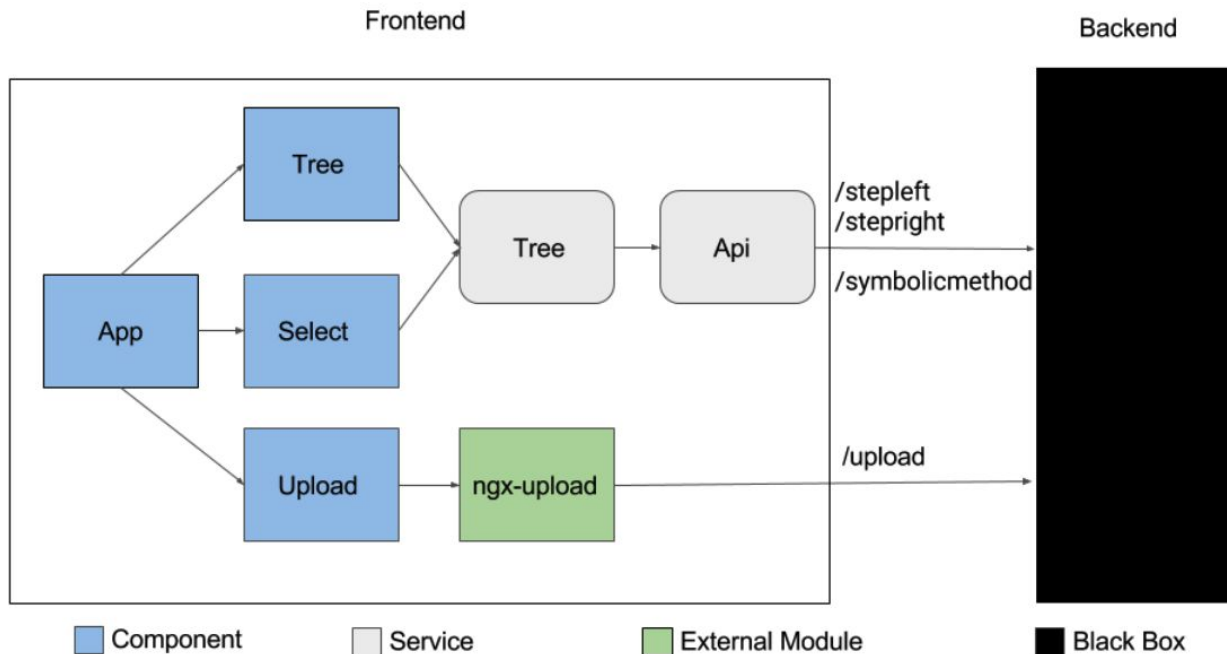 Frontend
Backend
Tree
/stepleft
/stepright
Tree
Api
/symbolicmethod
App
Select
/upload
Upload
ngx-upload
Component
Service
External Module
Black Box